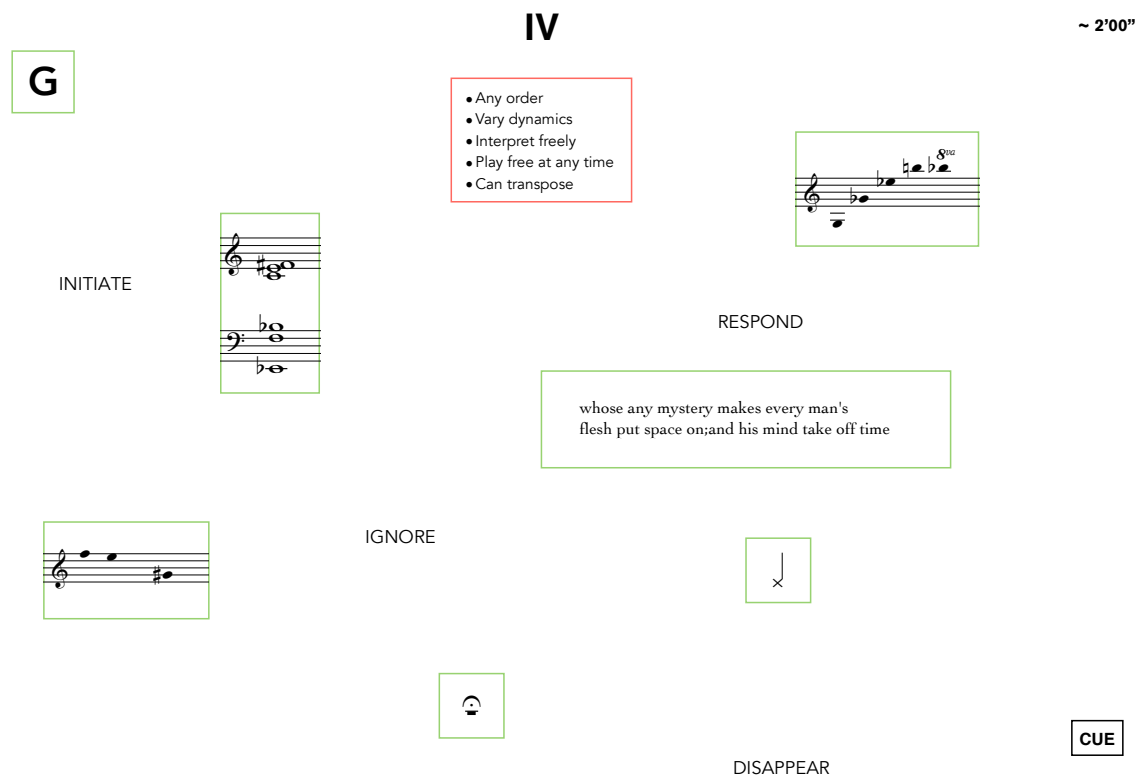 IV
~ 2’00”
G
• Any order
• Vary dynamics
• Interpret freely
• Play free at any time
• Can transpose
8va
INITIATE
RESPOND
whose any mystery makes every man's
flesh put space on;and his mind take off time
IGNORE
CUE
DISAPPEAR